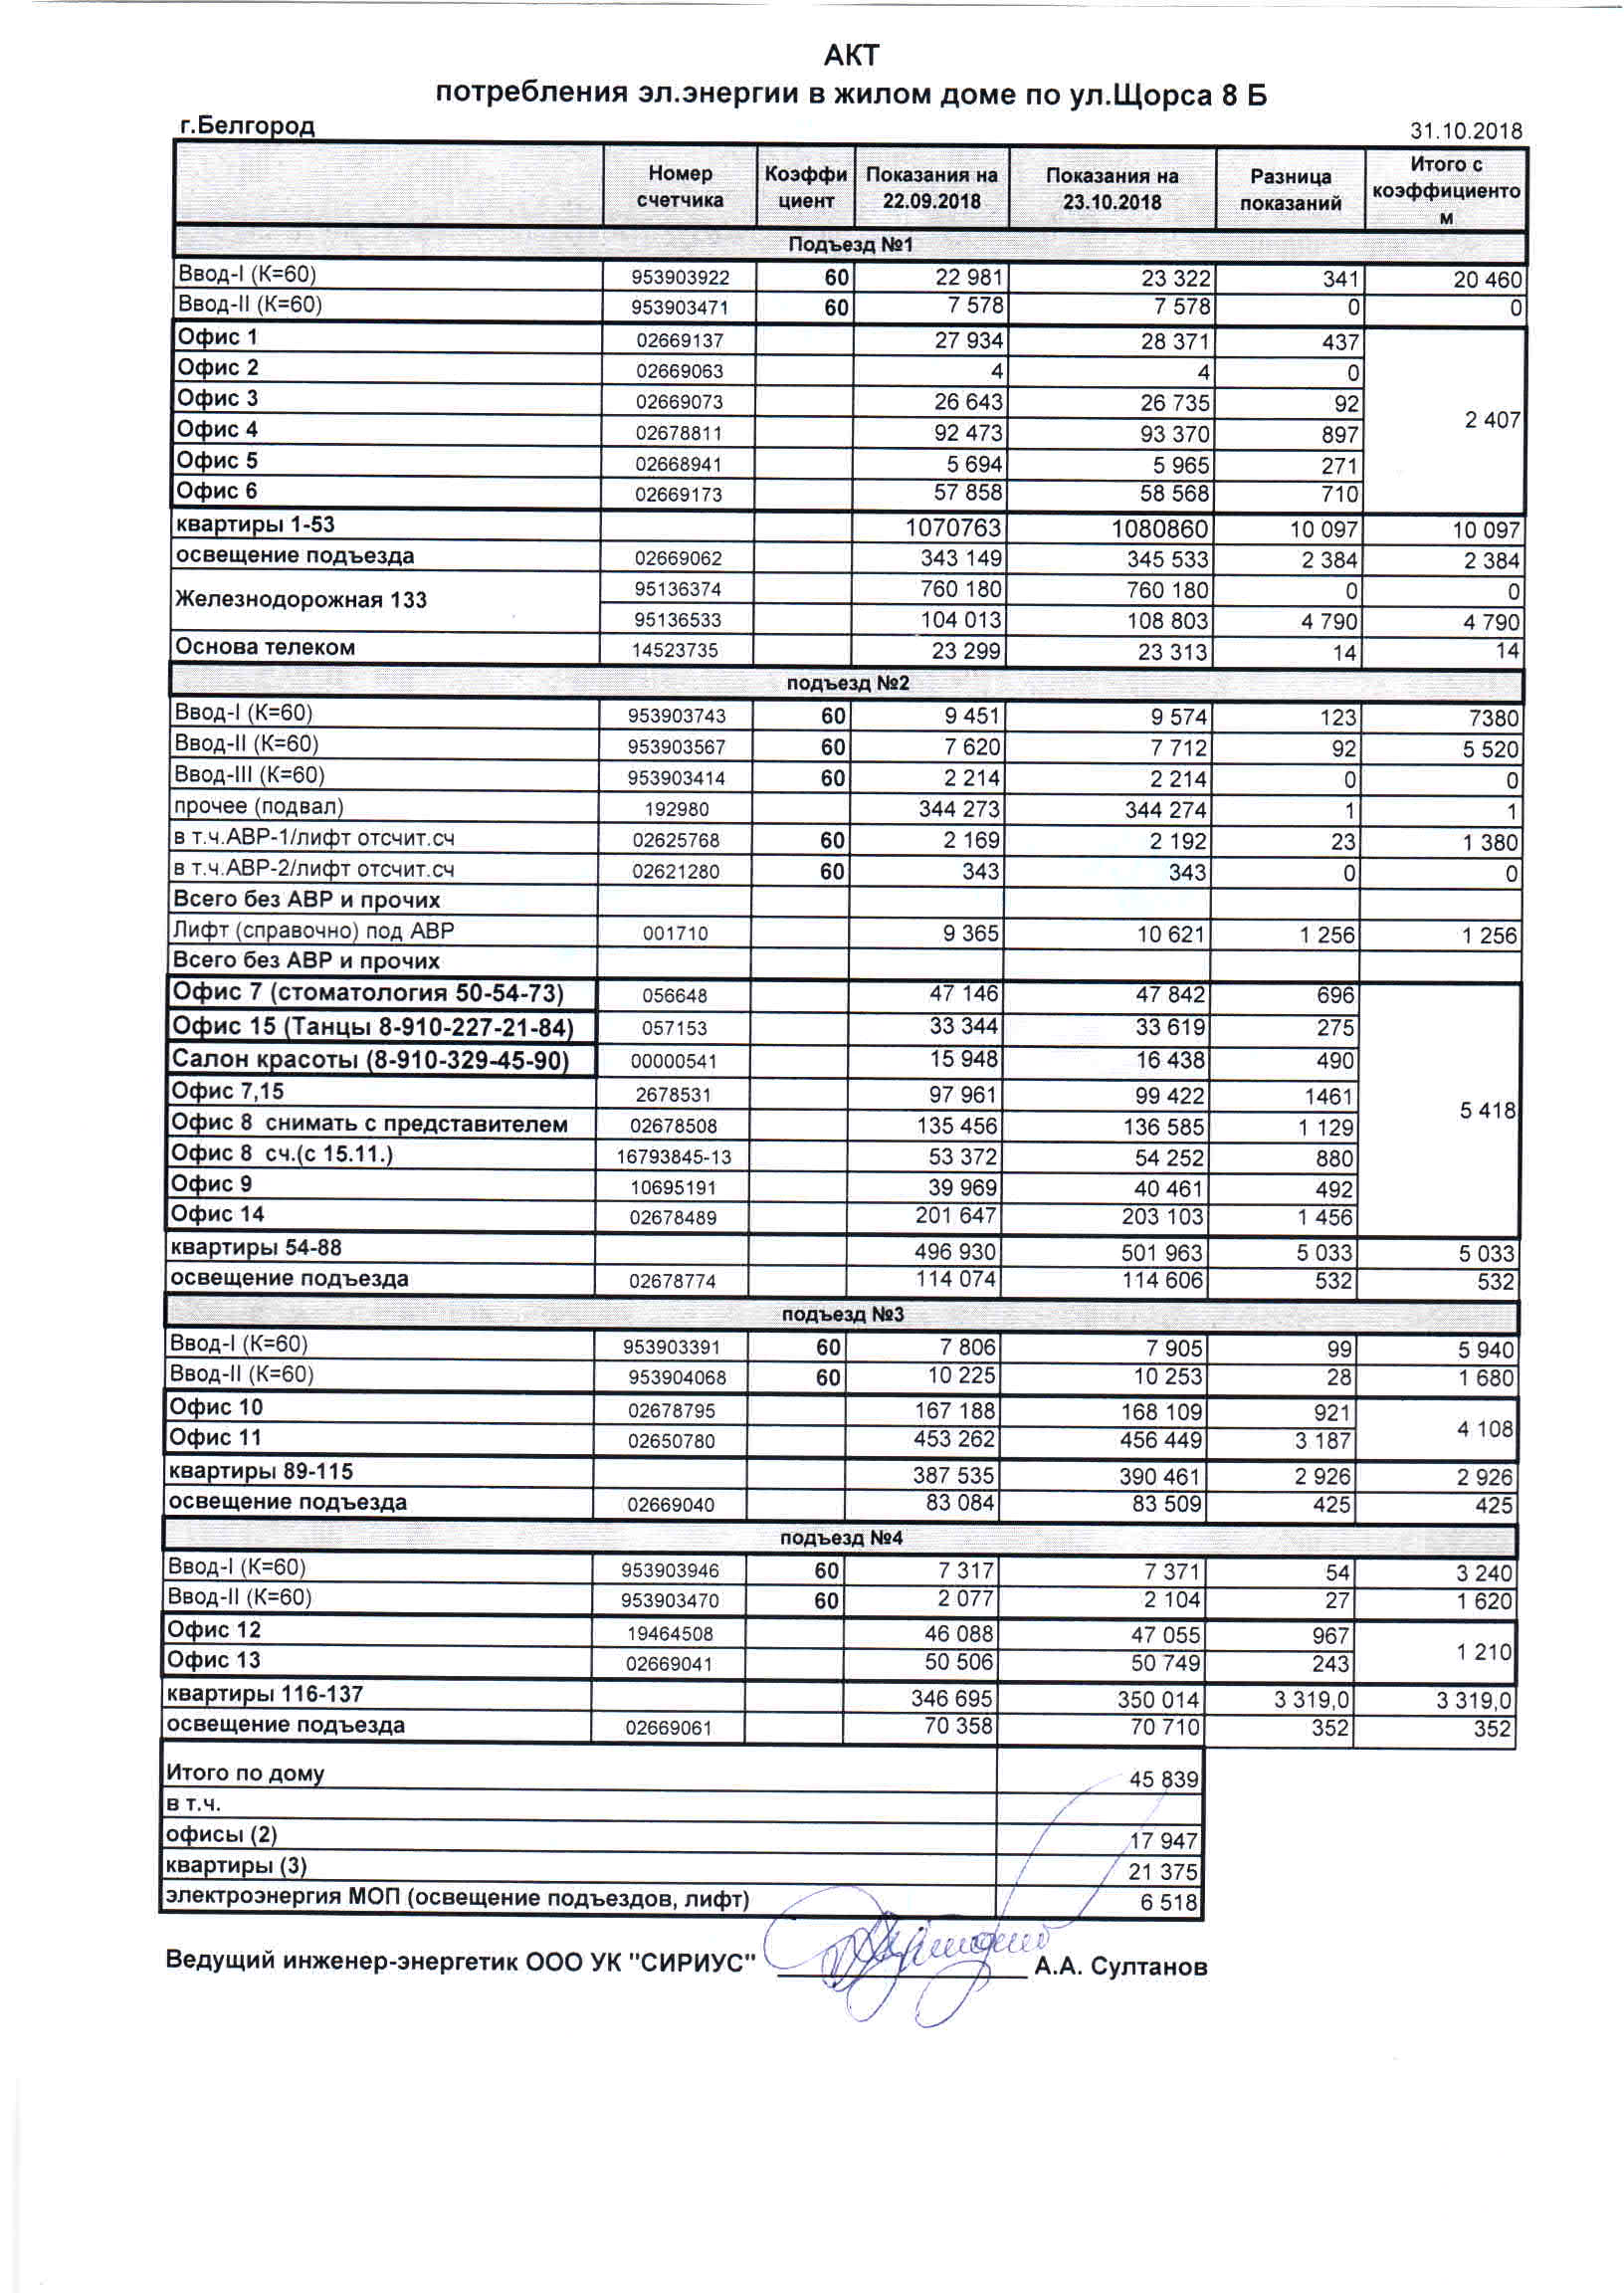 АКТ
потребления эл.энергии в жилом доме по ул.Щорса 8 Б
г.Белгород 31.10.2018
Номер счетчика Коэффи циент Показания на 22.09.2018 Показания на 23.10.2018 Разница показаний Итого с коэффициенто м
Подъезд №1
Ввод-I (К=60) 953903922 60 22 981 23 322 341 20 460
Ввод-II (К=60) 953903471 60 7 578 7 578 0 0
Офис 1 02669137 27 934 28 371 437
Офис 2 02669063 4 4 0
Офис 3 02669073 26 643 26 735 92
2 407
Офис 4 02678811 92 473 93 370 897
Офис 5 02668941 5 694 5 965 271
Офис 6 02669173 57 858 58 568 710
квартиры 1-53 1070763 1080860 10 097 10 097
освещение подъезда 02669062 343 149 345 533 2 384 2 384
Железнодорожная 133 95136374 760 180 760 180 0 0
95136533 104 013 108 803 4 790 4 790
Основа телеком 14523735 23 299 23 313 14 14
подъезд №2
Ввод-I (К=60) 953903743 60 9 451 9 574 123 7380
Ввод-II (К=60) 953903567 60 7 620 7 712 92 5 520
Ввод-III (К=60) 953903414 60 2 214 2 214 0 0
прочее (подвал) 192980 344 273 344 274 1 1
в т.ч.АВР-1/лифт отсчит.сч 02625768 60 2 169 2 192 23 1 380
в т.ч.АВР-2/лифт отсчит.сч 02621280 60 343 343 0 0
Всего без АВР и прочих
Лифт (справочно) под АВР 001710 9 365 10 621 1 256 1 256
Всего без АВР и прочих
Офис 7 (стоматология 50-54-73) 056648 47 146 47 842 696
Офис 15 (Танцы 8-910-227-21-84) 057153 33 344 33 619 275
Салон красоты (8-910-329-45-90) 00000541 15 948 16 438 490
Офис 7,15 2678531 97 961 99 422 1461
5 418
Офис 8 снимать с представителем 02678508 135 456 136 585 1 129
Офис 8 сч.(с 15.11.) 16793845-13 53 372 54 252 880
Офис 9 10695191 39 969 40 461 492
Офис 14 02678489 201 647 203 103 1 456
квартиры 54-88 496 930 501 963 5 033 5 033
освещение подъезда 02678774 114 074 114 606 532 532
подъезд №3
Ввод-I (К=60) 953903391 60 7 806 7 905 99 5 940
Ввод-II (К=60) 953904068 60 10 225 10 253 28 1 680
Офис 10 02678795 167 188 168 109 921
4 108
Офис 11 02650780 453 262 456 449 3 187
квартиры 89-115 387 535 390 461 2 926 2 926
освещение подъезда 02669040 83 084 83 509 425 425
подъезд №4
Ввод-I (К=60) 953903946 60 7 317 7 371 54 3 240
Ввод-II (К=60) 953903470 60 2 077 2 104 27 1 620
Офис 12 19464508 46 088 47 055 967
1 210
Офис 13 02669041 50 506 50 749 243
квартиры 116-137 346 695 350 014 3 319,0 3 319,0
освещение подъезда 02669061 70 358 70 710 352 352
Итого по дому 45 839
в т.ч.
офисы (2) 17 947
квартиры (3) 21 375
электроэнергия МОП (освещение подъездов, лифт) 6 518
Ведущий инженер-энергетик ООО УК "СИРИУС" А.А. Султанов